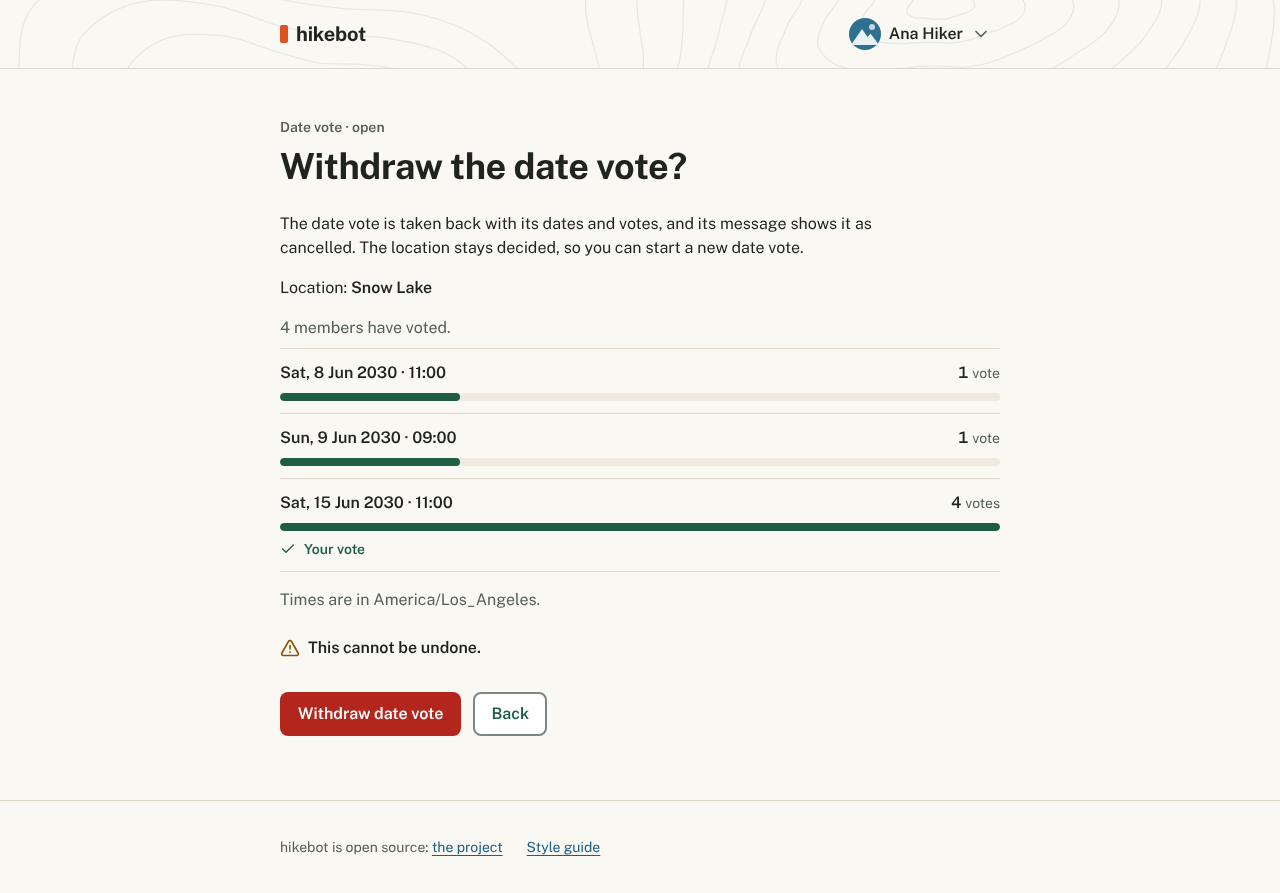 hikebot
Ana Hiker
Date vote · open
Withdraw the date vote?
The date vote is taken back with its dates and votes, and its message shows it as
cancelled. The location stays decided, so you can start a new date vote.
Location: Snow Lake
4 members have voted.
Sat, 8 Jun 2030 · 11:00
1 vote
Sun, 9 Jun 2030 · 09:00
1 vote
Sat, 15 Jun 2030 · 11:00
4 votes
Your vote
Times are in America/Los_Angeles.
This cannot be undone.
Withdraw date vote
Back
hikebot is open source: the project
Style guide